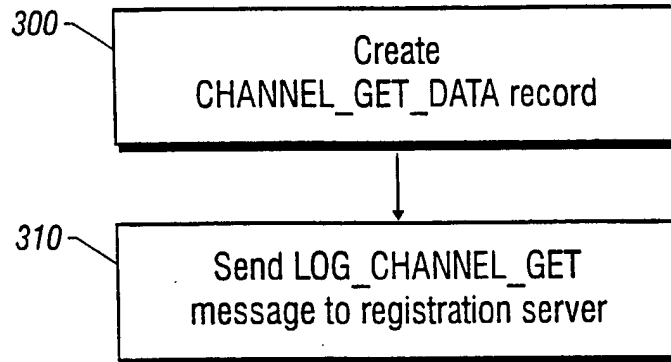 300
Create
CHANNEL_GET_DATA record
310
Send LOG_CHANNEL_GET
message to registration server